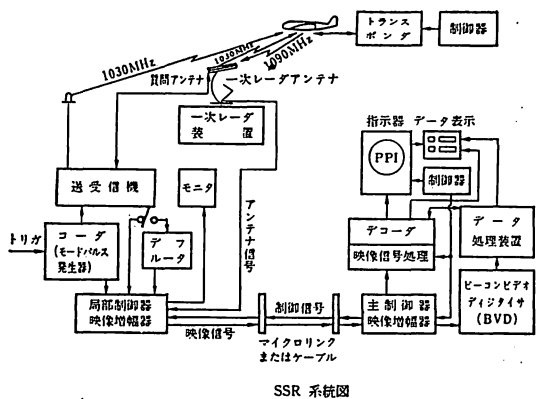 トランス
ポンダ
制御器
1030MHz
1030MHz
1090MHz
質問アンテナ
一次レーダアンテナ
一次レーダ
装置
指示器
データ表示
PPI
制御器
送受信機
モニタ
アンテナ信号
トリガ
コーダ
(モードパルス
発生器)
デフ
ルータ
デコーダ
映像信号処理
データ
処理装置
局部制御器
映像増幅器
制御信号
映像信号
マイクロリンク
またはケーブル
主制御器
映像増幅器
ビーコンビデオ
ディジタイザ
(BVD)
SSR 系統図